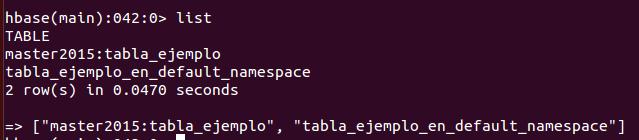 hbase(main):042:0> list
TABLE
master2015:tabla_ejemplo
tabla_ejemplo_en_default_namespace
2 row(s) in 0.0470 seconds
=> ["master2015:tabla_ejemplo", "tabla_ejemplo_en_default_namespace"]